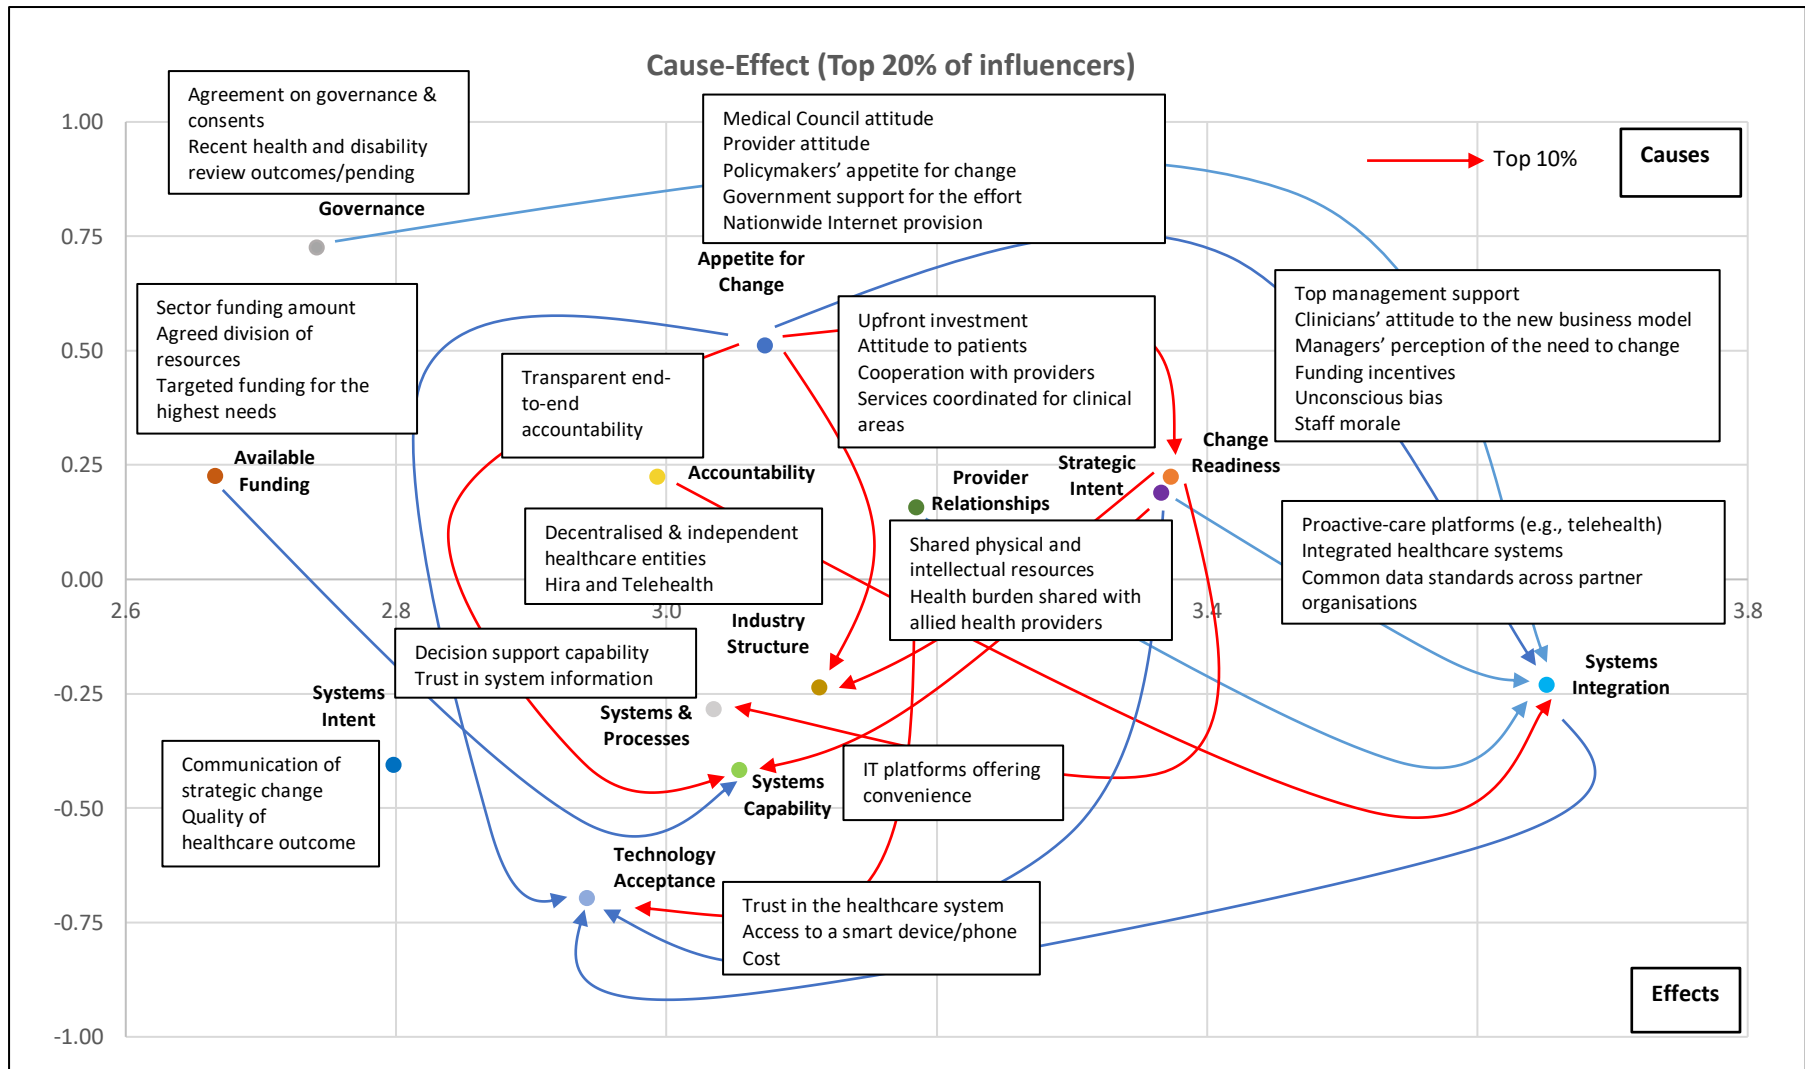 Cause-Effect (Top 20% of influencers)
Agreement on governance &
consents
Recent health and disability
review outcomes/pending
Governance
Medical Council attitude
Provider attitude
Policymakers’ appetite for change
Government support for the effort
Nationwide Internet provision
Appetite for
Change
Top 10%
Causes
Sector funding amount
Agreed division of
resources
Targeted funding for the
highest needs
Available
Funding
Transparent end-
to-end
accountability
Accountability
Upfront investment
Attitude to patients
Cooperation with providers
Services coordinated for clinical
areas
Provider
Relationships
Strategic
Intent
Change
Readiness
Top management support
Clinicians’ attitude to the new business model
Managers’ perception of the need to change
Funding incentives
Unconscious bias
Staff morale
Decentralised & independent
healthcare entities
Hira and Telehealth
Industry
Structure
Shared physical and
intellectual resources
Health burden shared with
allied health providers
Proactive-care platforms (e.g., telehealth)
Integrated healthcare systems
Common data standards across partner
organisations
Systems
Integration
Decision support capability
Trust in system information
Systems
Intent
Systems &
Processes
Communication of
strategic change
Quality of
healthcare outcome
Systems
Capability
IT platforms offering
convenience
Technology
Acceptance
Trust in the healthcare system
Access to a smart device/phone
Cost
Effects
1.00
0.75
0.50
0.25
0.00
-0.25
-0.50
-0.75
-1.00
2.6
2.8
3.0
3.4
3.8